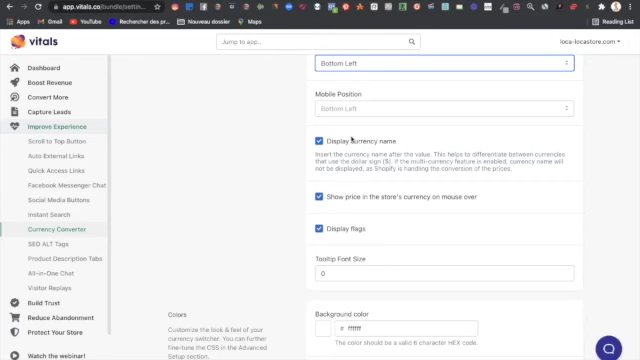 app.vitals.co/bundle/settin...
Apps
Gmail
YouTube
Rechercher des pro...
Nouveau dossier
Maps
Reading List
vitals
Jump to app...
loca-locastore.com
Dashboard
Boost Revenue
Convert More
Capture Leads
Improve Experience
Scroll to Top Button
Auto External Links
Quick Access Links
Facebook Messenger Chat
Social Media Buttons
Instant Search
Currency Converter
SEO ALT Tags
Product Description Tabs
All-in-One Chat
Visitor Replays
Build Trust
Reduce Abandonment
Protect Your Store
Watch the webinar!
Bottom Left
Mobile Position
Bottom Left
Display currency name
Insert the currency name after the value. This helps to differentiate between currencies
that use the dollar sign ($). If the multi-currency feature is enabled, currency name will
not be displayed, as Shopify is handling the conversion of the prices.
Show price in the store's currency on mouse over
Display flags
Tooltip Font Size
0
Colors
Customize the look & feel of
your currency switcher. You can further
fine-tune the CSS in the Advanced
Setup section.
Background color
# ffffff
The color should be a valid 6 character HEX code.